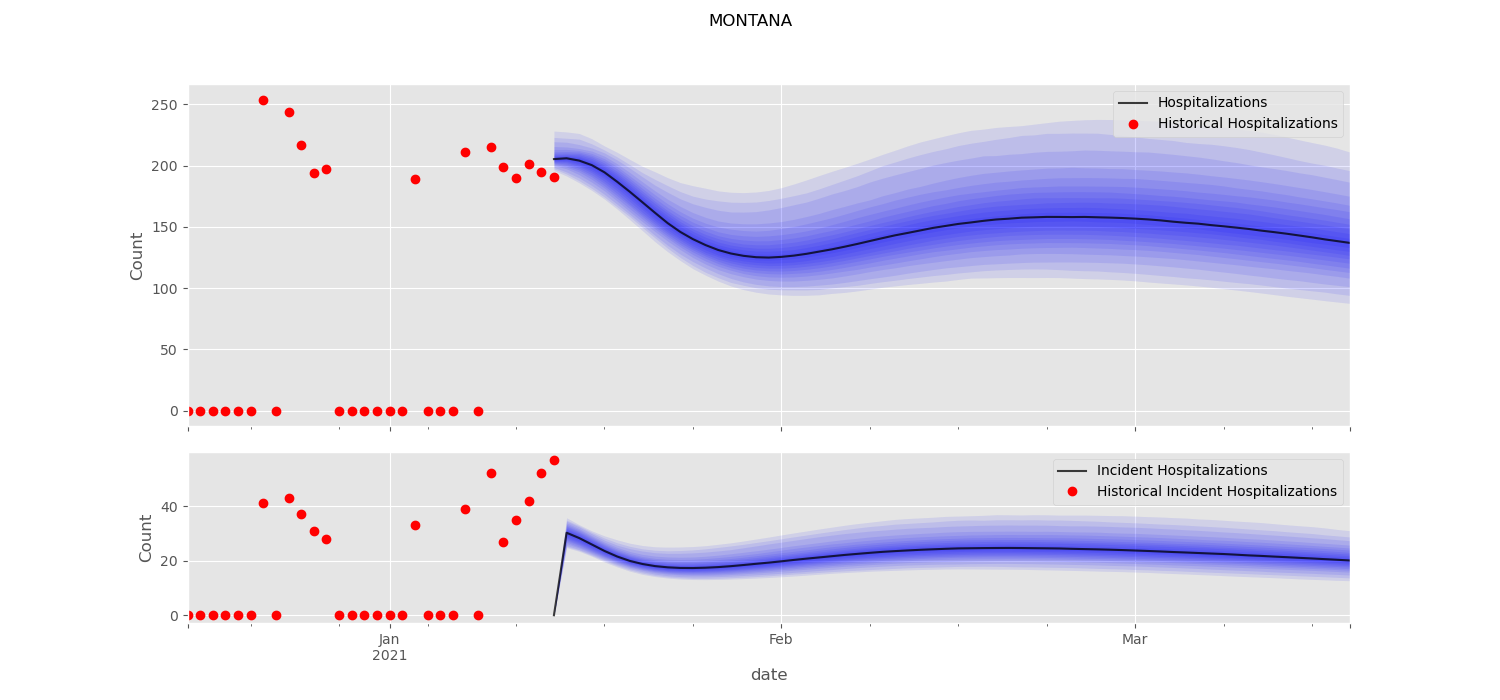 MONTANA
250
200
150
100
50
0
Count
Hospitalizations
Historical Hospitalizations
40
20
0
Count
Incident Hospitalizations
Historical Incident Hospitalizations
Jan
2021
Feb
Mar
date